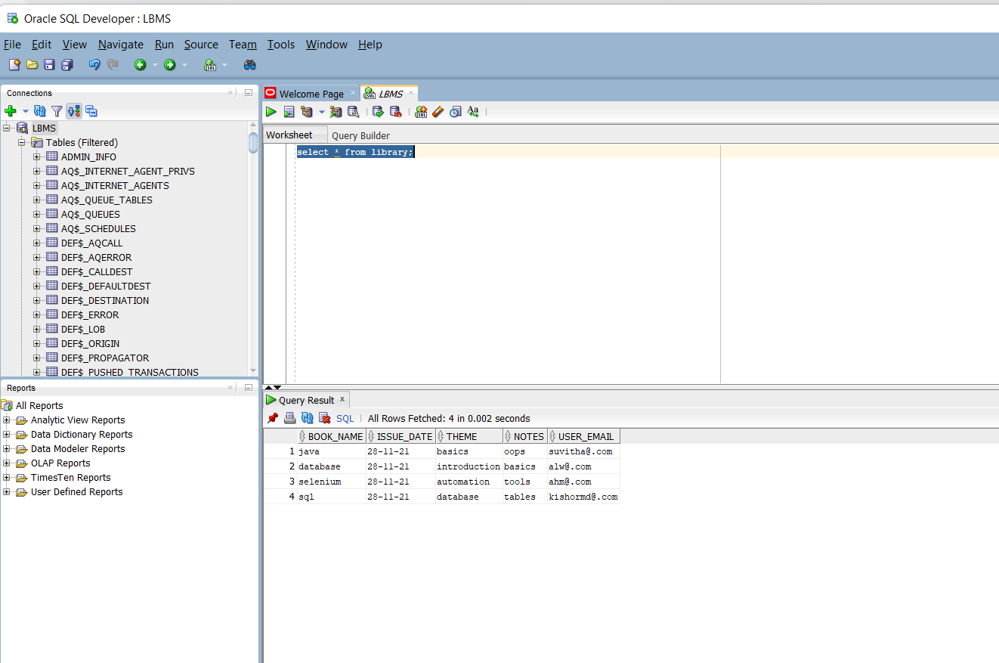 Oracle SQL Developer : LBMS
File Edit View Navigate Run Source Team Tools Window Help
Connections
LBMS
Tables (Filtered)
ADMIN_INFO
AQ$_INTERNET_AGENT_PRIVS
AQ$_INTERNET_AGENTS
AQ$_QUEUE_TABLES
AQ$_QUEUES
AQ$_SCHEDULES
DEF$_AQCALL
DEF$_AQERROR
DEF$_CALLDEST
DEF$_DEFAULTDEST
DEF$_DESTINATION
DEF$_ERROR
DEF$_LOB
DEF$_ORIGIN
DEF$_PROPAGATOR
DEF$_PUSHED_TRANSACTIONS
Reports
All Reports
Analytic View Reports
Data Dictionary Reports
Data Modeler Reports
OLAP Reports
TimesTen Reports
User Defined Reports
Welcome Page LBMS
Worksheet Query Builder
select * from library;
Query Result
SQL All Rows Fetched: 4 in 0.002 seconds
BOOK_NAME ISSUE_DATE THEME NOTES USER_EMAIL
1 java 28-11-21 basics oops suvitha@.com
2 database 28-11-21 introduction basics alw@.com
3 selenium 28-11-21 automation tools ahm@.com
4 sql 28-11-21 database tables kishormd@.com